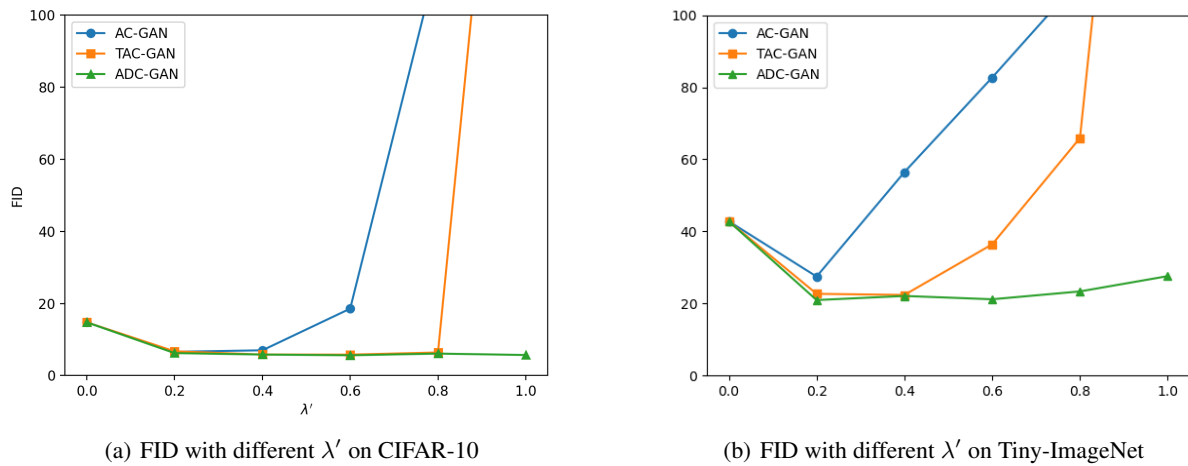 100
80
60
40
20
0
FID
AC-GAN
TAC-GAN
ADC-GAN
0.0 0.2 0.4 0.6 0.8 1.0
λ′
(a) FID with different λ′ on CIFAR-10
100
80
60
40
20
0
AC-GAN
TAC-GAN
ADC-GAN
0.0 0.2 0.4 0.6 0.8 1.0
(b) FID with different λ′ on Tiny-ImageNet